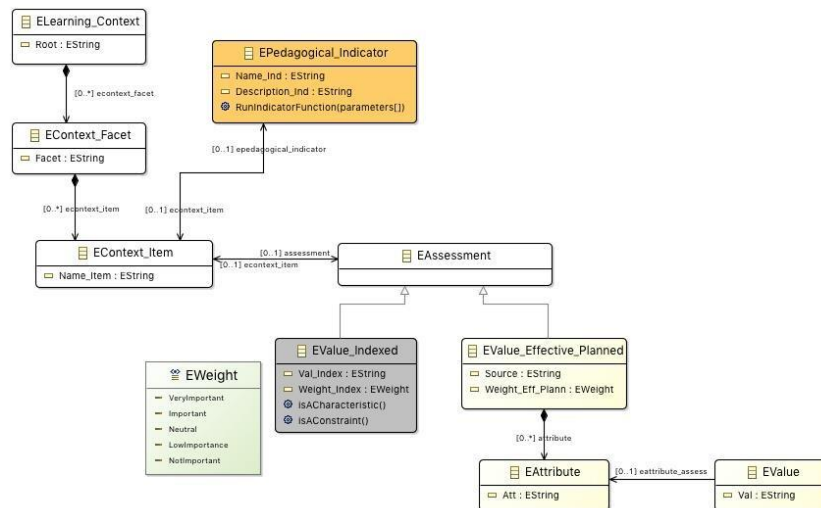 ELearning_Context
Root : EString
[0..*] econtext_facet
EPedagogical_Indicator
Name_Ind : EString
Description_Ind : EString
RunIndicatorFunction(parameters[])
EContext_Facet
Facet : EString
[0..1] epedagogical_indicator
[0..*] econtext_item
[0..1] econtext_item
EContext_Item
Name_Item : EString
[0..1] assessment
[0..1] econtext_item
EAssessment
EValue_Indexed
Val_Index : EString
Weight_Index : EWeight
isACharacteristic()
isAConstraint()
EValue_Effective_Planned
Source : EString
Weight_Eff_Plann : EWeight
EWeight
VeryImportant
Important
Neutral
LowImportance
NotImportant
[0..*] attribute
EAttribute
Att : EString
[0..1] eattribute_assess
EValue
Val : EString